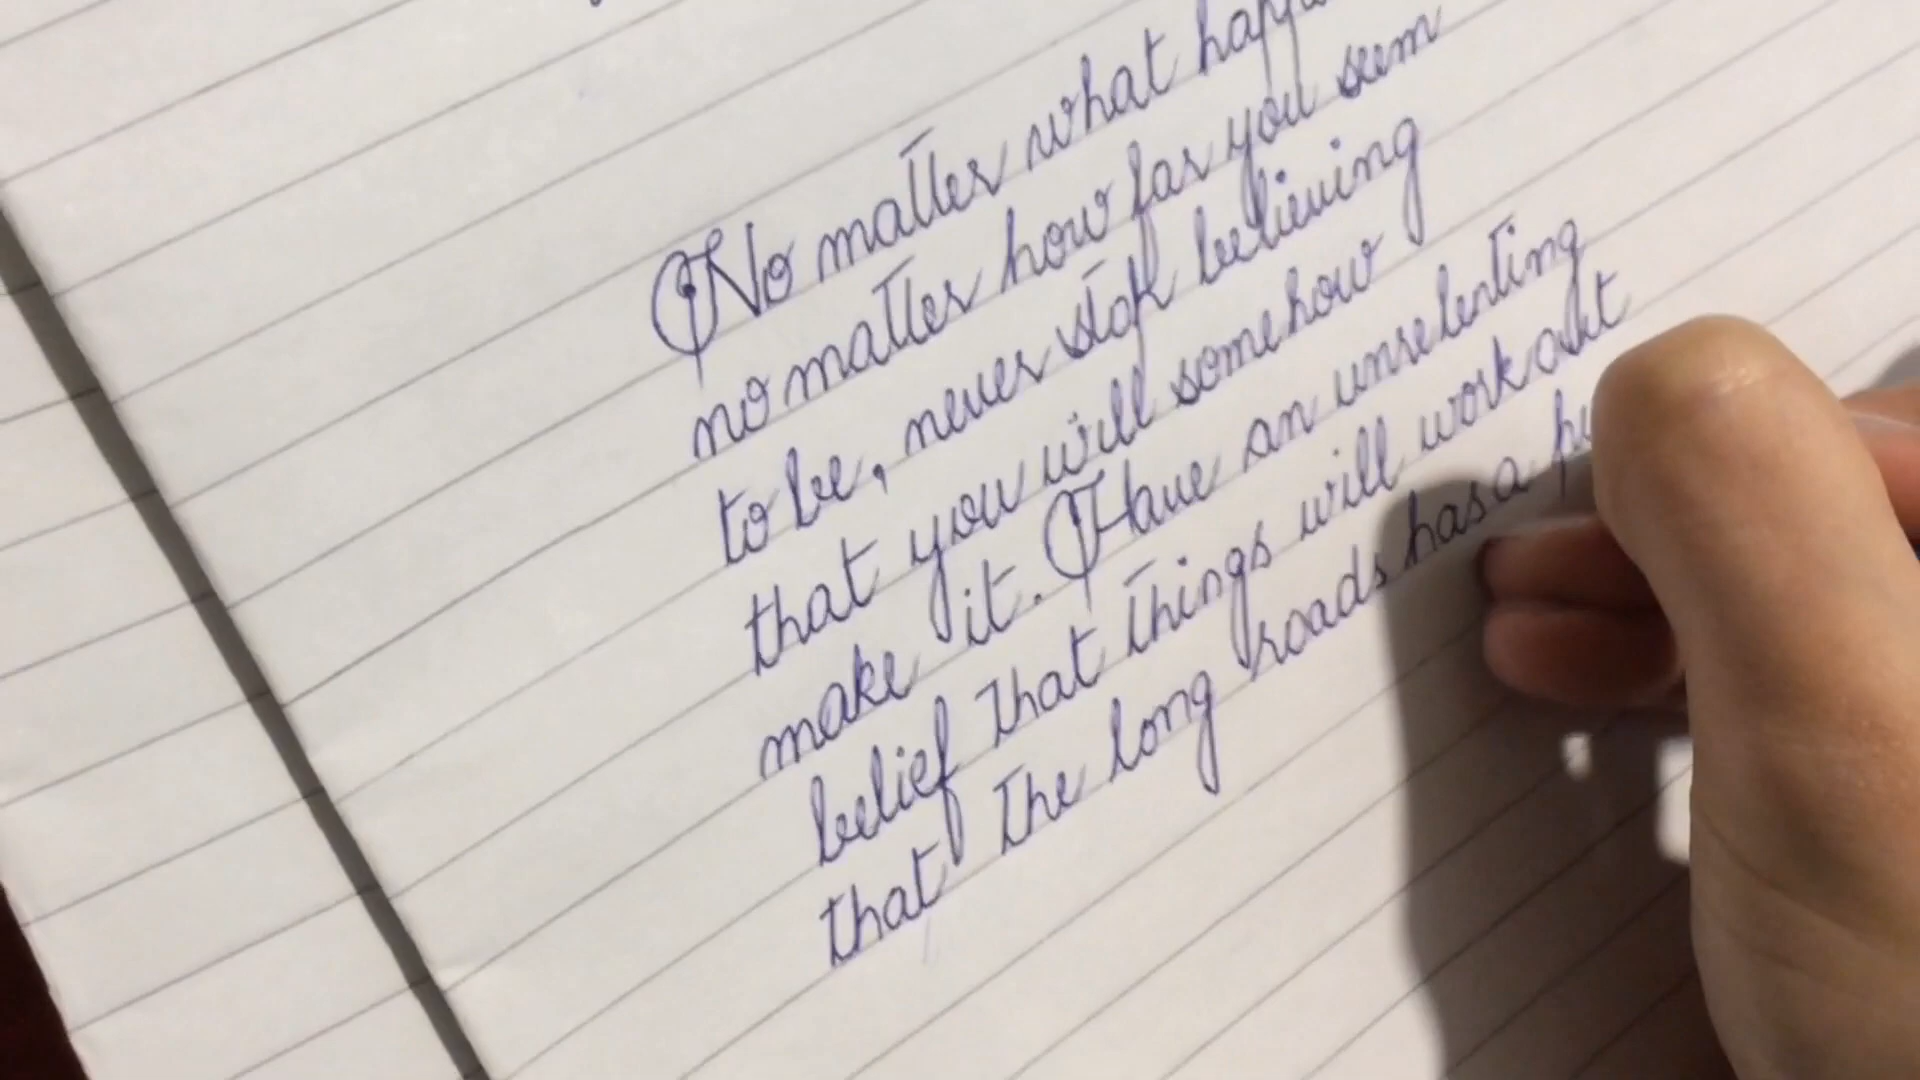 No matter what
no matter how far you seem
to be, never stop believing
that you will somehow
make it. Have an unrelenting
belief that things will work out
that the long roads has a